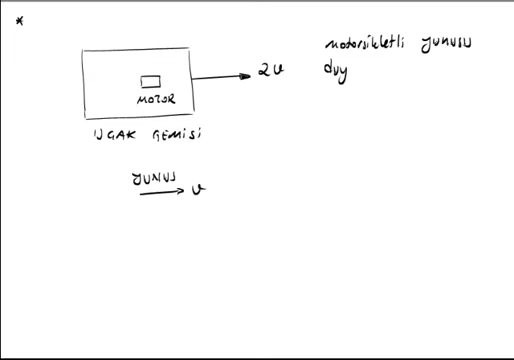 *
motorsikletli yunusu
duy
2v
MOTOR
UÇAK GEMİSİ
YUNUS
v